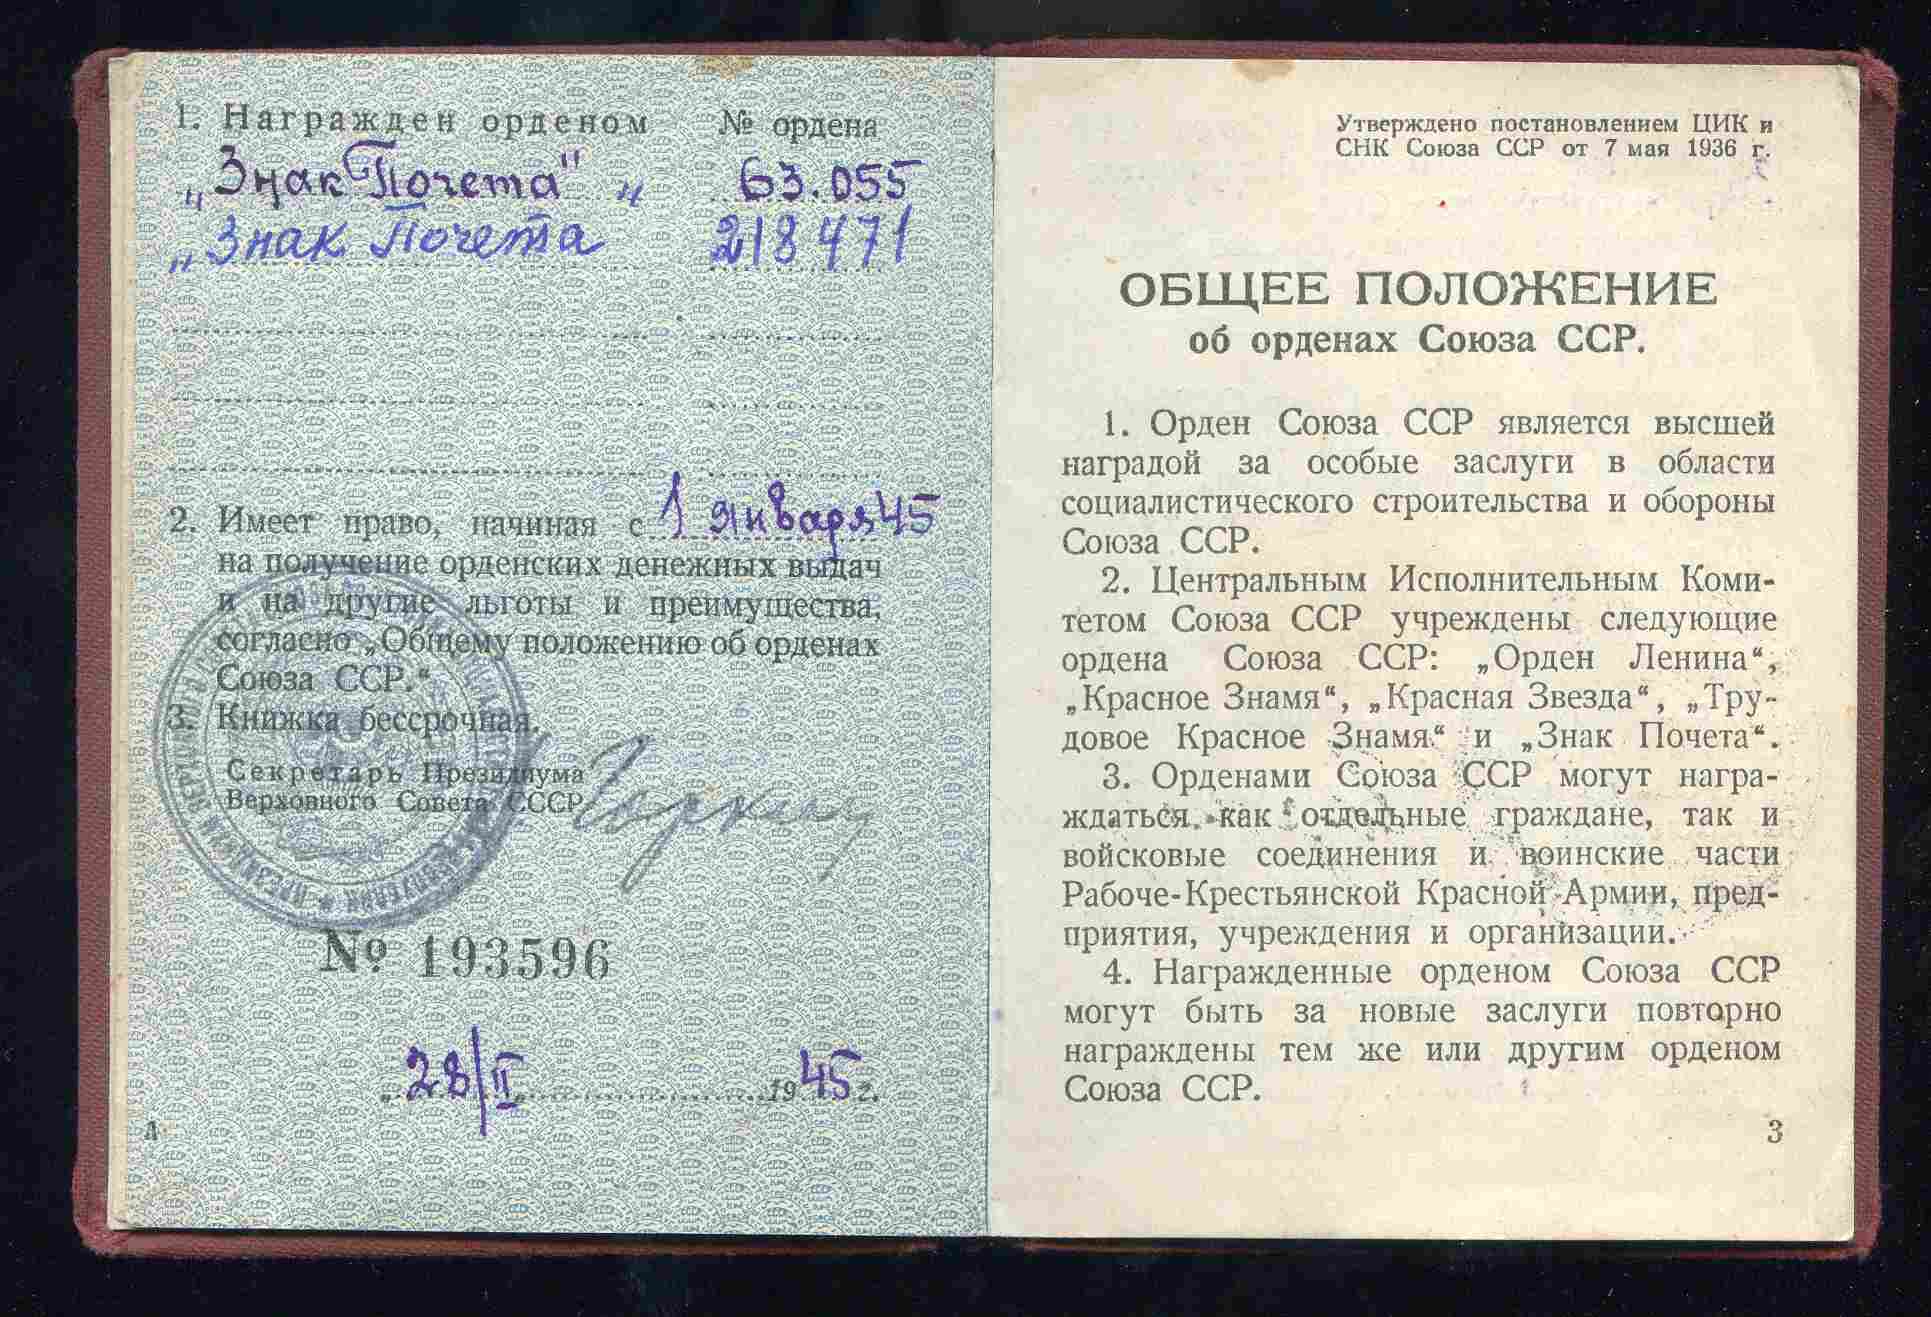 1. Награжден орденом № ордена
„Знак Почета" 63.055
„Знак Почета 218471
2. Имеет право, начиная с 1 января 45
на получение орденских денежных выдач
и на другие льготы и преимущества,
согласно „Общему положению об орденах
Союза ССР.“
3. Книжка бессрочная.
Секретарь Президиума
Верховного Совета СССР
№ 193596
„28/II 1945 г.
А
Утверждено постановлением ЦИК и
СНК Союза ССР от 7 мая 1936 г.
ОБЩЕЕ ПОЛОЖЕНИЕ
об орденах Союза ССР.
1. Орден Союза ССР является высшей
наградой за особые заслуги в области
социалистического строительства и обороны
Союза ССР.
2. Центральным Исполнительным Коми-
тетом Союза ССР учреждены следующие
ордена Союза ССР: „Орден Ленина“,
„Красное Знамя“, „Красная Звезда“, „Тру-
довое Красное Знамя“ и „Знак Почета“.
3. Орденами Союза ССР могут награ-
ждаться как отдельные граждане, так и
войсковые соединения и воинские части
Рабоче-Крестьянской Красной Армии, пред-
приятия, учреждения и организации.
4. Награжденные орденом Союза ССР
могут быть за новые заслуги повторно
награждены тем же или другим орденом
Союза ССР.
3